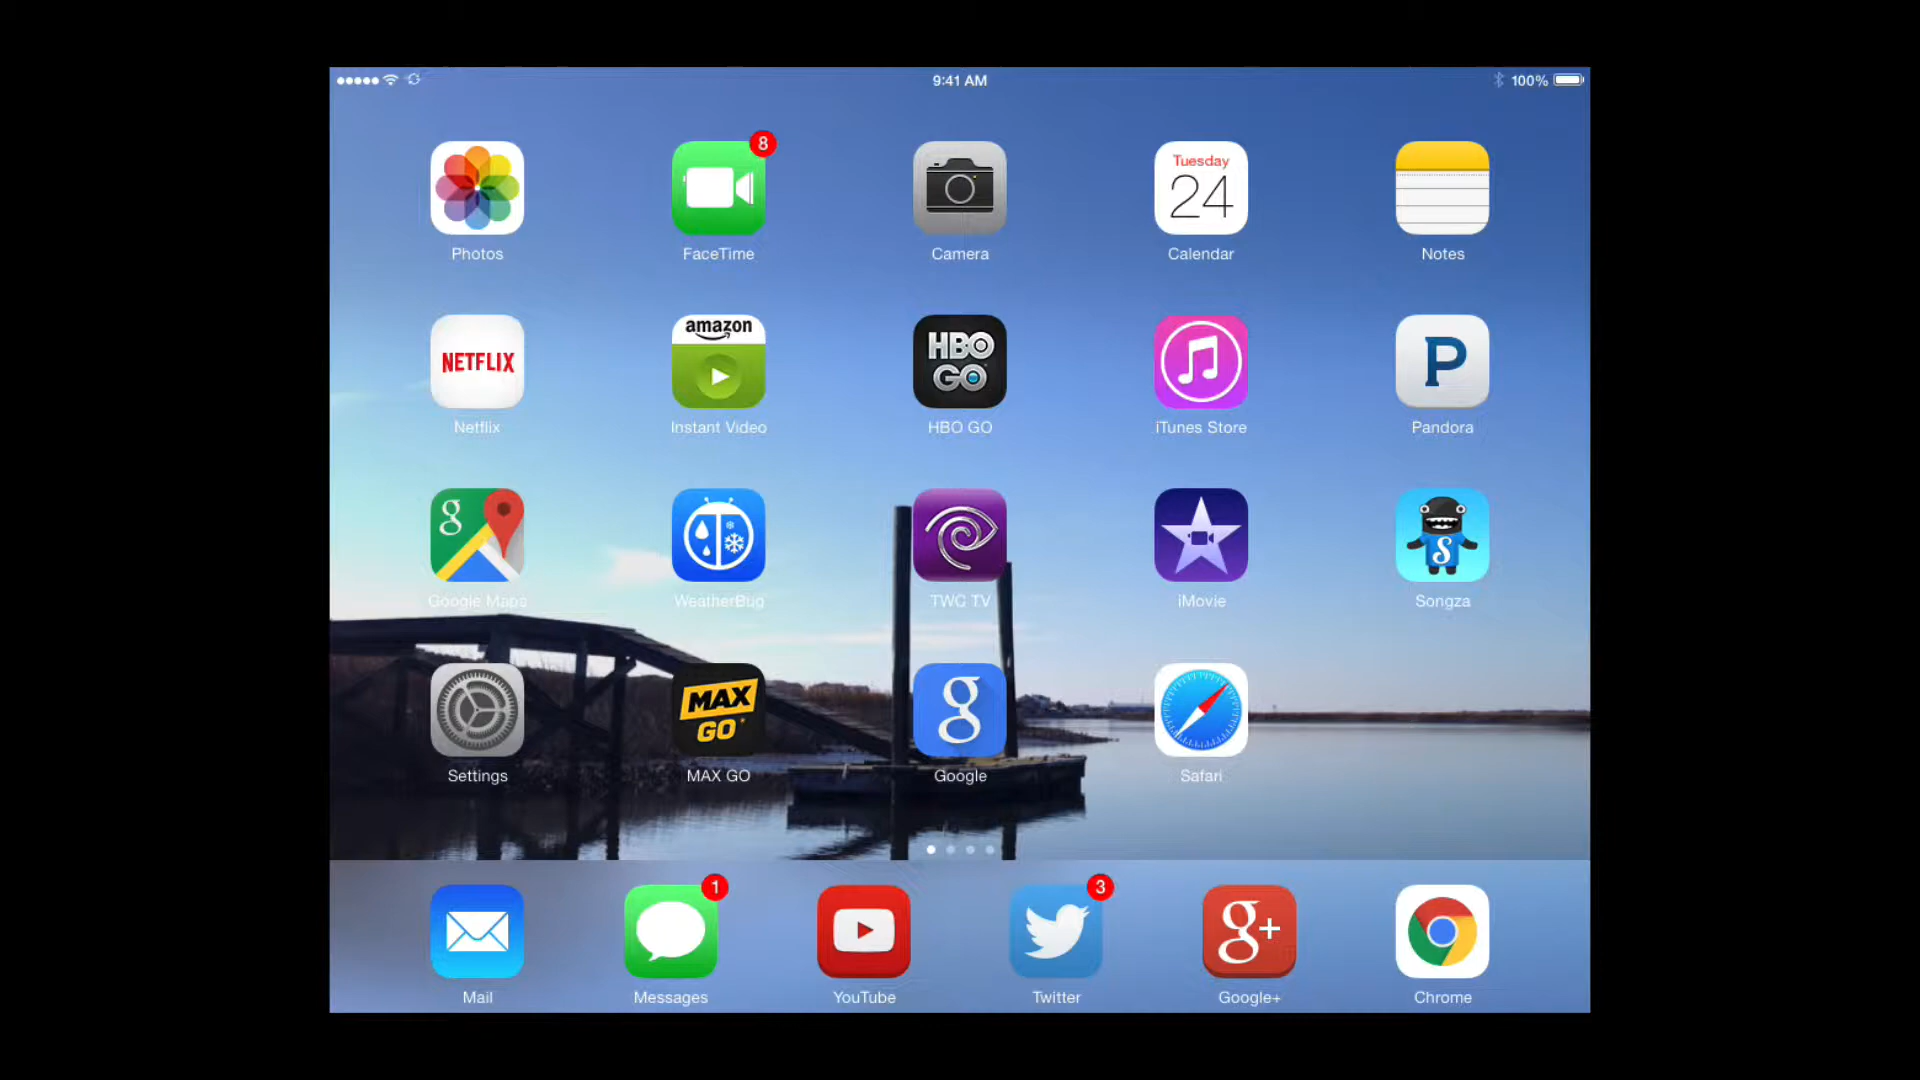 9:41 AM
100%
8
Tuesday
24
Photos
FaceTime
Camera
Calendar
Notes
NETFLIX
amazon
HBO
GO
P
Netflix
Instant Video
HBO GO
iTunes Store
Pandora
g
S
Google Maps
WeatherBug
TWC TV
iMovie
Songza
MAX
GO
g
Settings
MAX GO
Google
Safari
1
3
g+
Mail
Messages
YouTube
Twitter
Google+
Chrome